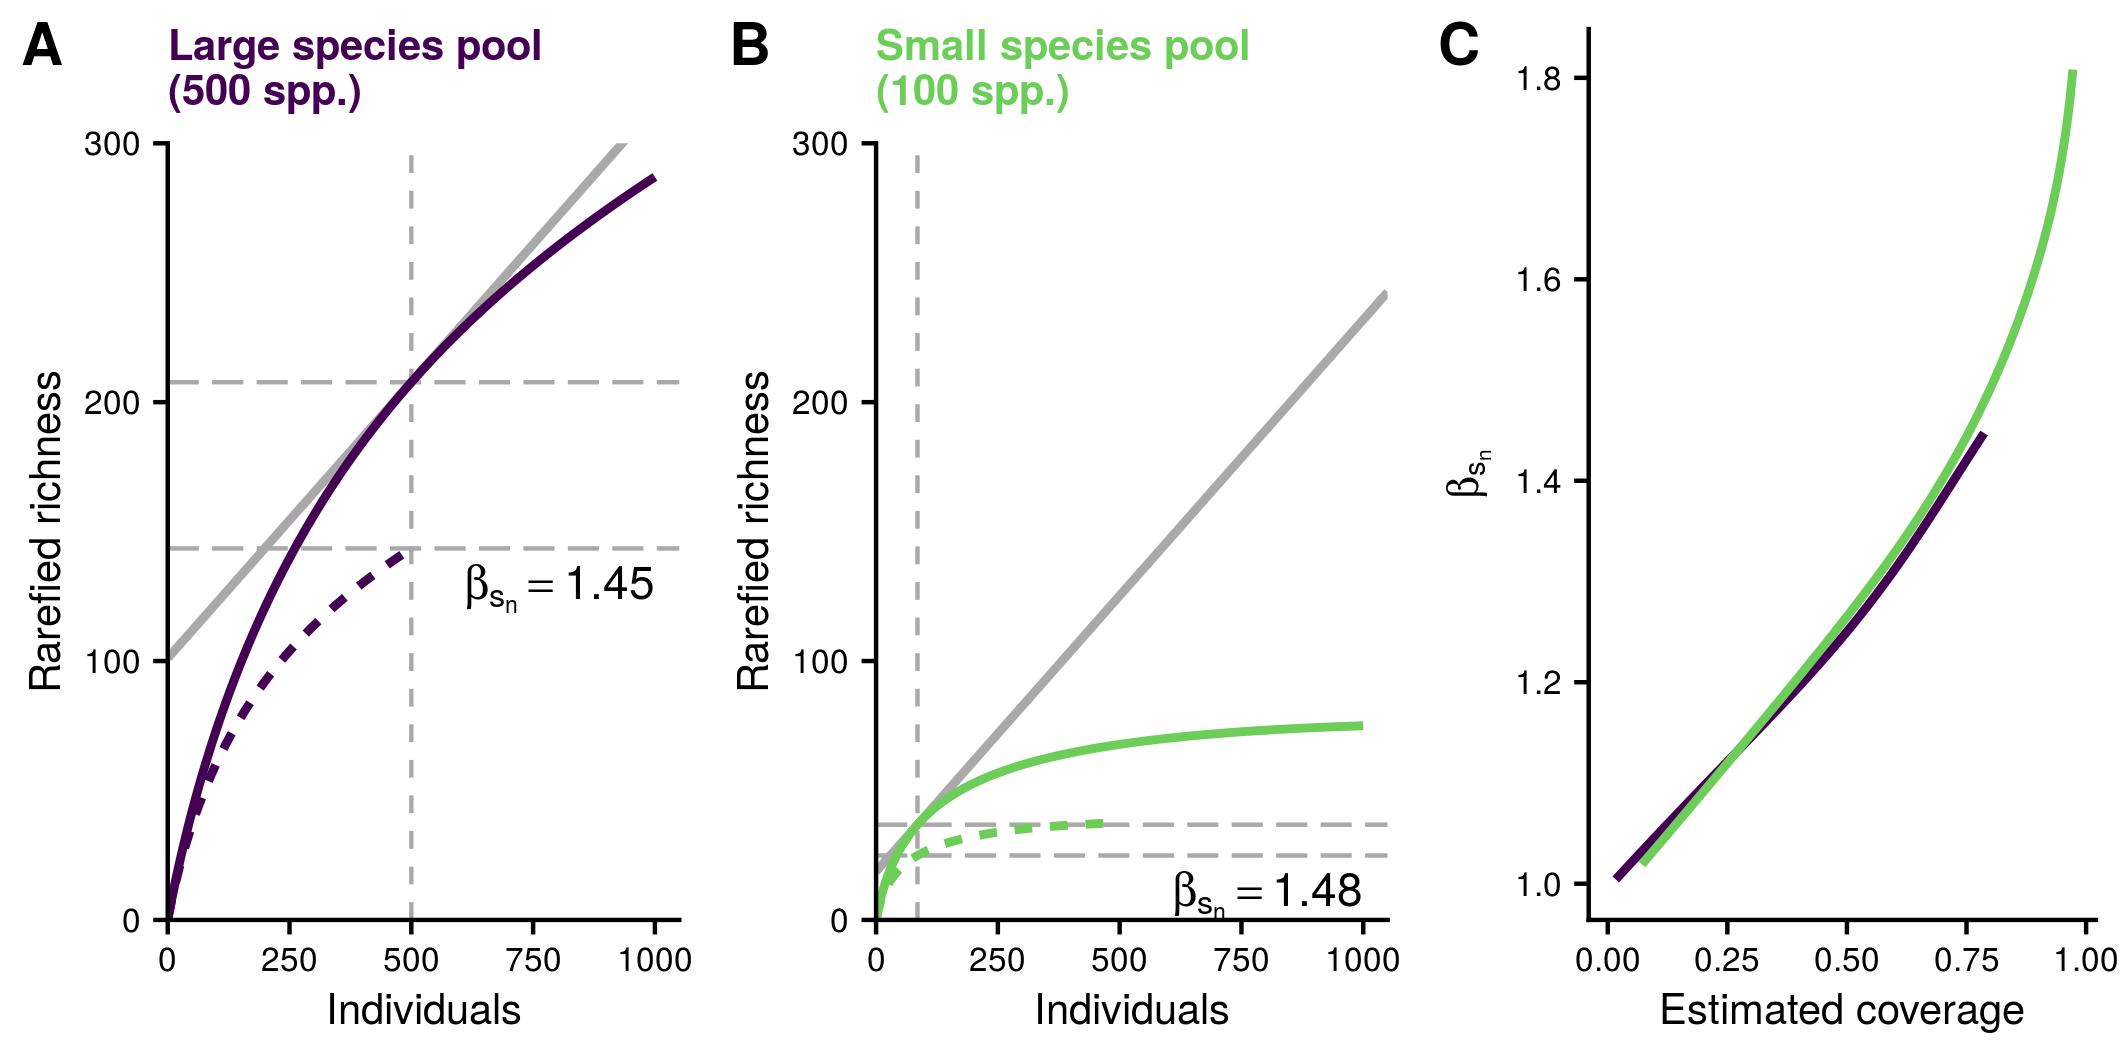 A
Large species pool
(500 spp.)
300
200
100
0
0 250 500 750 1000
Rarefied richness
Individuals
βsn = 1.45
B
Small species pool
(100 spp.)
300
200
100
0
0 250 500 750 1000
Rarefied richness
Individuals
βsn = 1.48
C
1.8
1.6
1.4
1.2
1.0
0.00 0.25 0.50 0.75 1.00
βsn
Estimated coverage